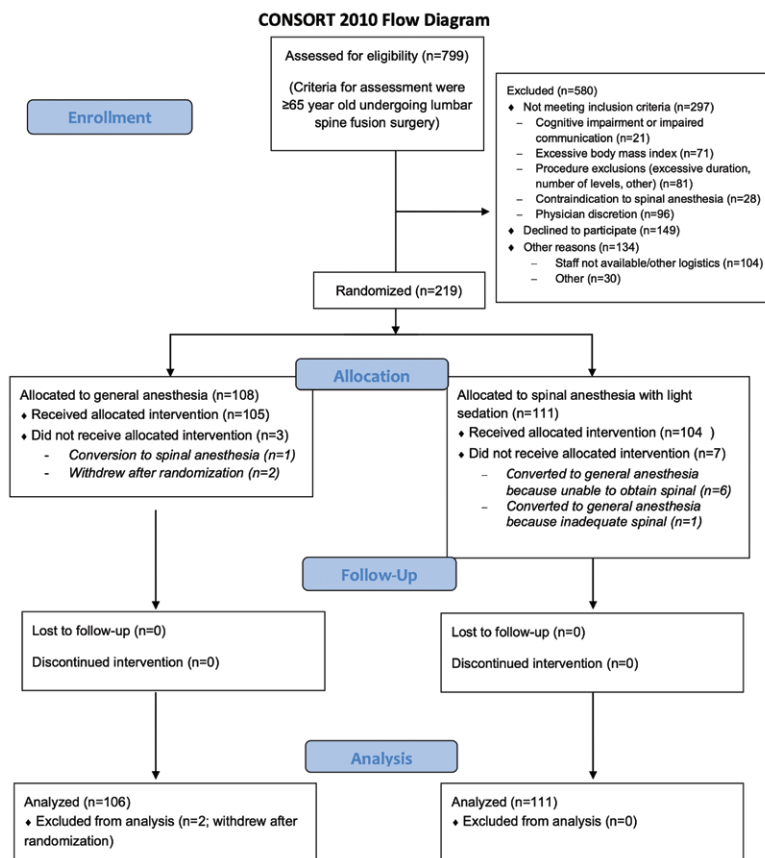 CONSORT 2010 Flow Diagram
Assessed for eligibility (n=799)
(Criteria for assessment were
≥65 year old undergoing lumbar
spine fusion surgery)
Enrollment
Excluded (n=580)
♦ Not meeting inclusion criteria (n=297)
– Cognitive impairment or impaired
communication (n=21)
– Excessive body mass index (n=71)
– Procedure exclusions (excessive duration,
number of levels, other) (n=81)
– Contraindication to spinal anesthesia (n=28)
– Physician discretion (n=96)
♦ Declined to participate (n=149)
♦ Other reasons (n=134)
– Staff not available/other logistics (n=104)
– Other (n=30)
Randomized (n=219)
Allocation
Allocated to general anesthesia (n=108)
♦ Received allocated intervention (n=105)
♦ Did not receive allocated intervention (n=3)
- Conversion to spinal anesthesia (n=1)
- Withdrew after randomization (n=2)
Allocated to spinal anesthesia with light
sedation (n=111)
♦ Received allocated intervention (n=104 )
♦ Did not receive allocated intervention (n=7)
– Converted to general anesthesia
because unable to obtain spinal (n=6)
– Converted to general anesthesia
because inadequate spinal (n=1)
Follow-Up
Lost to follow-up (n=0)
Discontinued intervention (n=0)
Lost to follow-up (n=0)
Discontinued intervention (n=0)
Analysis
Analyzed (n=106)
♦ Excluded from analysis (n=2; withdrew after
randomization)
Analyzed (n=111)
♦ Excluded from analysis (n=0)